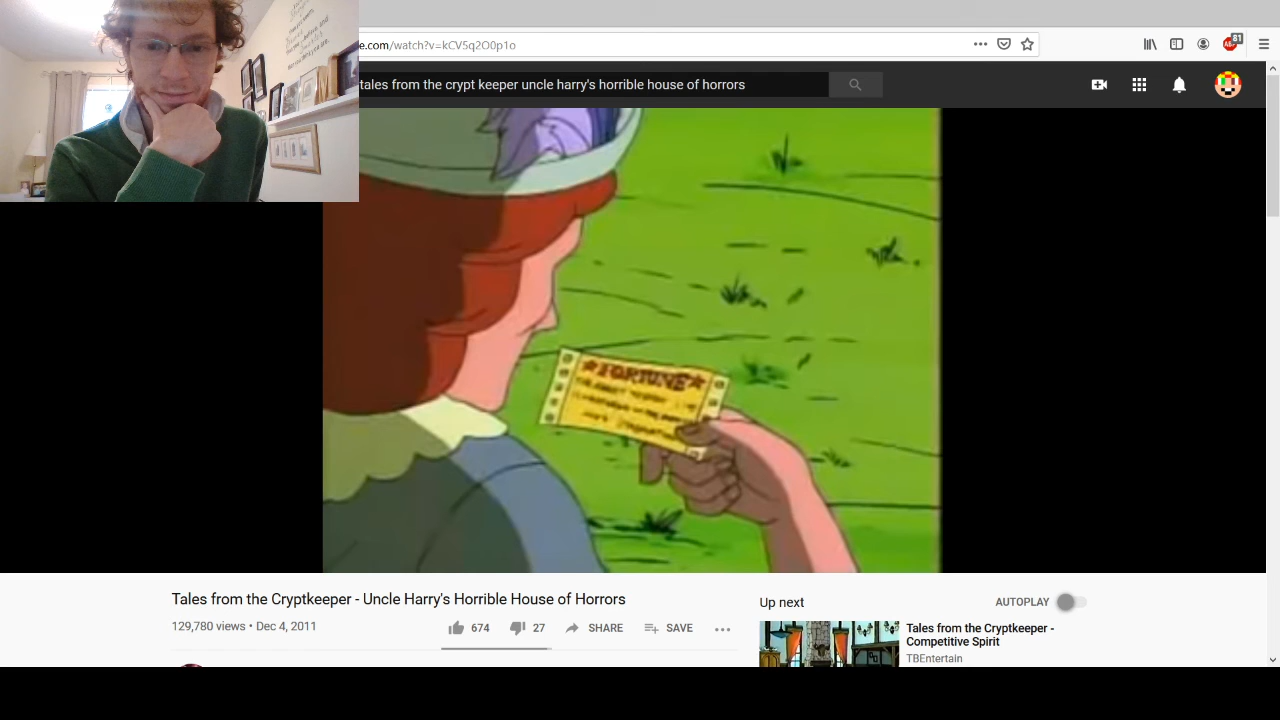 e.com/watch?v=kCV5q2O0p1o
81
tales from the crypt keeper uncle harry's horrible house of horrors
FORTUNE
Tales from the Cryptkeeper - Uncle Harry's Horrible House of Horrors
129,780 views • Dec 4, 2011
674
27
SHARE
SAVE
Up next
AUTOPLAY
Tales from the Cryptkeeper -
Competitive Spirit
TBEntertain